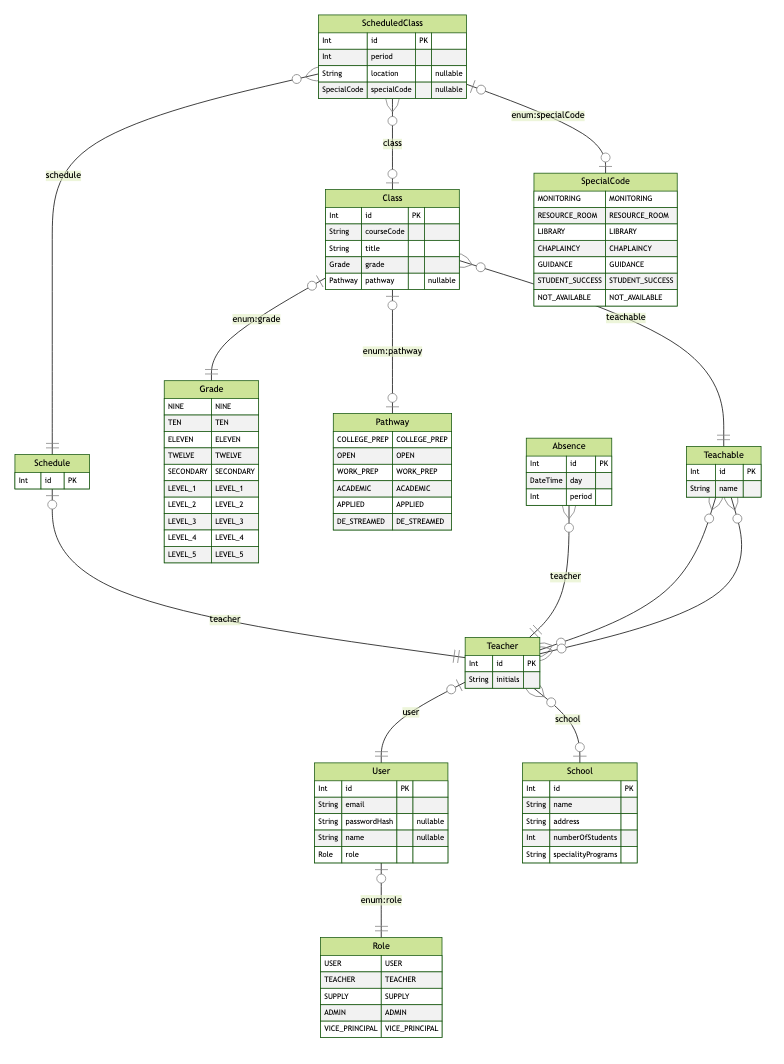 ScheduledClass
Int id PK
Int period
String location nullable
SpecialCode specialCode nullable
enum:specialCode
class
schedule
SpecialCode
MONITORING MONITORING
RESOURCE_ROOM RESOURCE_ROOM
LIBRARY LIBRARY
CHAPLAINCY CHAPLAINCY
GUIDANCE GUIDANCE
STUDENT_SUCCESS STUDENT_SUCCESS
NOT_AVAILABLE NOT_AVAILABLE
Class
Int id PK
String courseCode
String title
Grade grade
Pathway pathway nullable
enum:grade
teachable
enum:pathway
Grade
NINE NINE
TEN TEN
ELEVEN ELEVEN
TWELVE TWELVE
SECONDARY SECONDARY
LEVEL_1 LEVEL_1
LEVEL_2 LEVEL_2
LEVEL_3 LEVEL_3
LEVEL_4 LEVEL_4
LEVEL_5 LEVEL_5
Pathway
COLLEGE_PREP COLLEGE_PREP
OPEN OPEN
WORK_PREP WORK_PREP
ACADEMIC ACADEMIC
APPLIED APPLIED
DE_STREAMED DE_STREAMED
Absence
Int id PK
DateTime day
Int period
Teachable
Int id PK
String name
Schedule
Int id PK
teacher
teacher
Teacher
Int id PK
String initials
user
school
User
Int id PK
String email
String passwordHash nullable
String name nullable
Role role
School
Int id PK
String name
String address
Int numberOfStudents
String specialityPrograms
enum:role
Role
USER USER
TEACHER TEACHER
SUPPLY SUPPLY
ADMIN ADMIN
VICE_PRINCIPAL VICE_PRINCIPAL